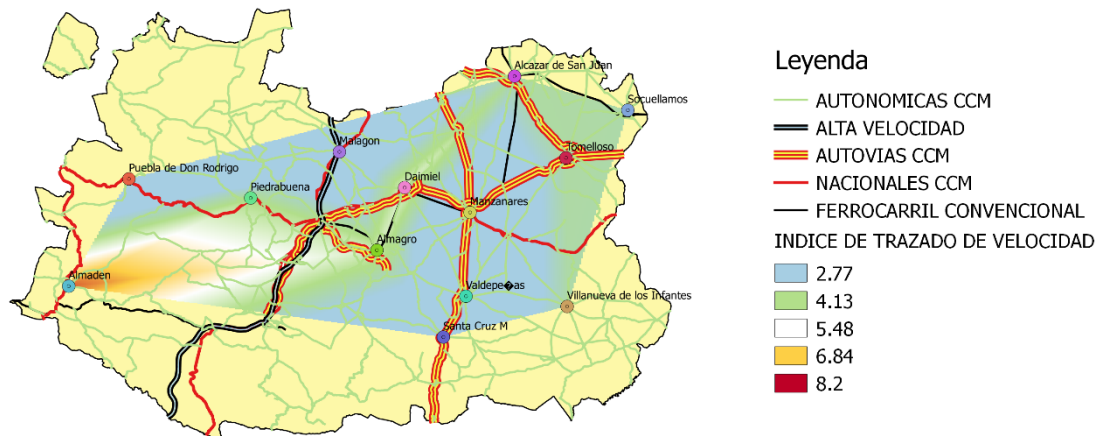 Alcazar de San Juan
Socuellamos
Malagon
Tomelloso
Puebla de Don Rodrigo
Daimiel
Piedrabuena
Manzanares
Almagro
Almaden
Valdepe�as
Villanueva de los Infantes
Santa Cruz M
Leyenda
AUTONOMICAS CCM
ALTA VELOCIDAD
AUTOVIAS CCM
NACIONALES CCM
FERROCARRIL CONVENCIONAL
INDICE DE TRAZADO DE VELOCIDAD
2.77
4.13
5.48
6.84
8.2